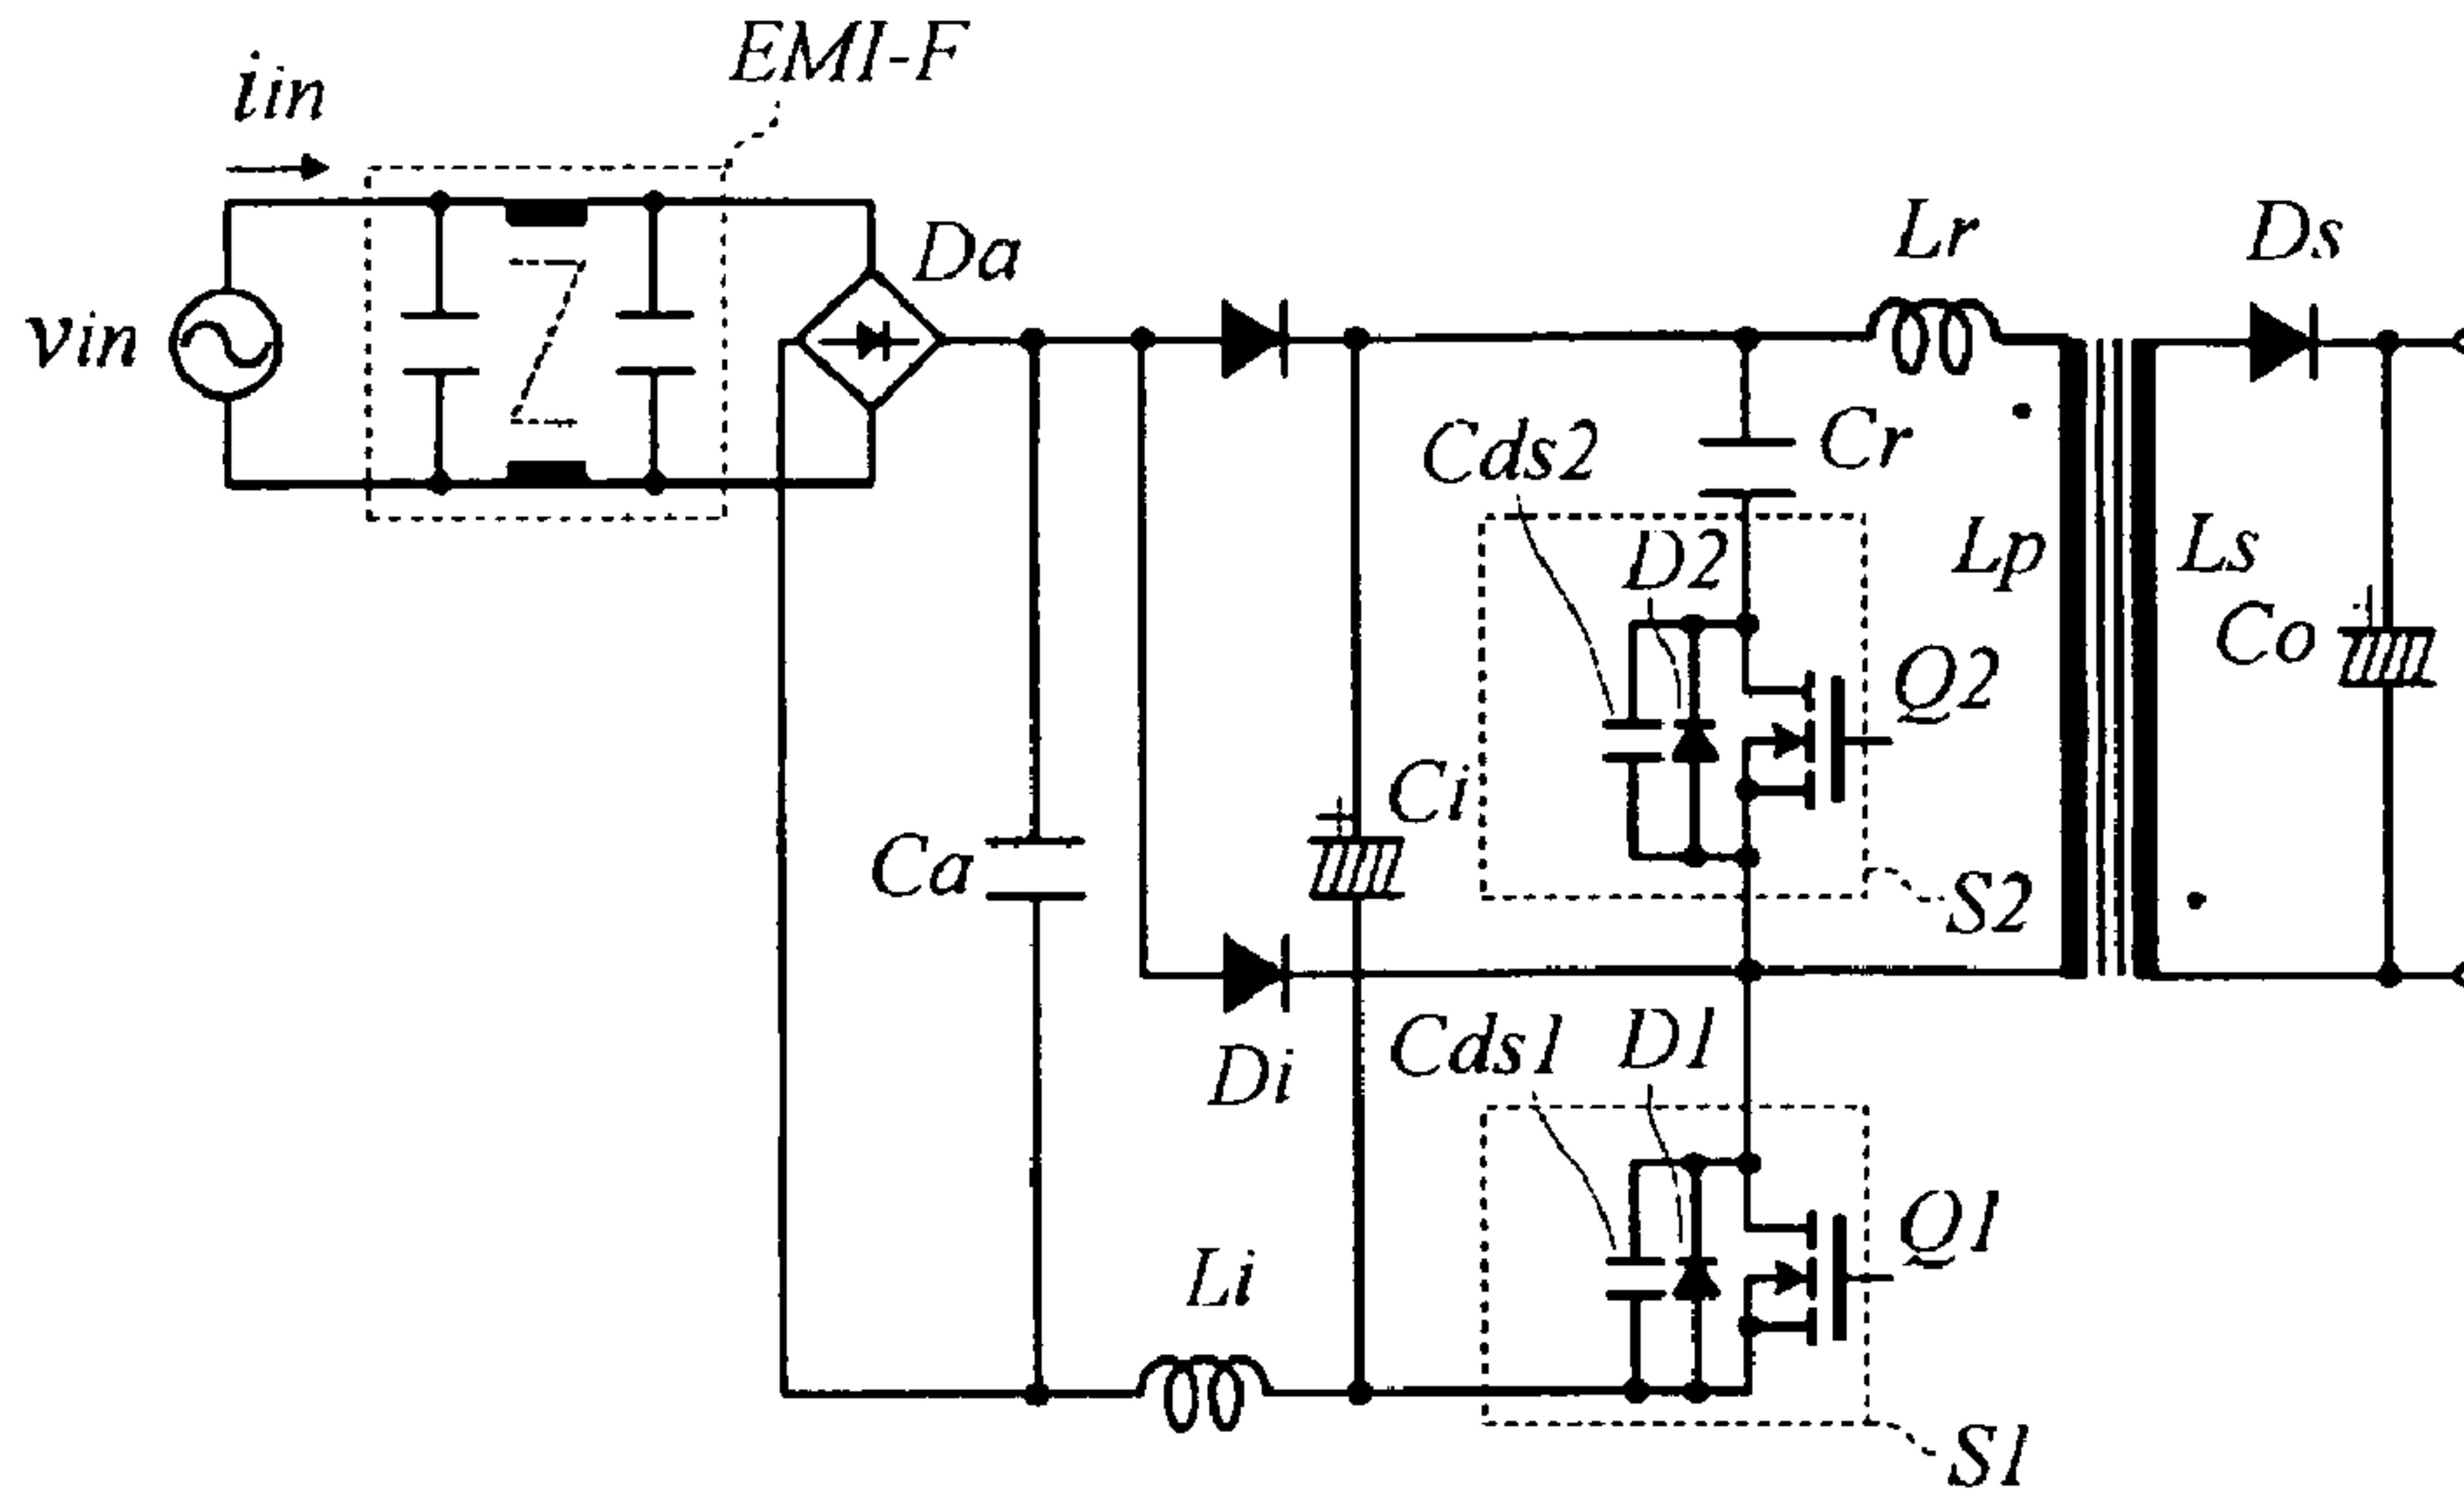 EMI-F
iin
Da
Lr
Ds
vin
Cds2
Cr
D2
Lp
Ls
Co
Q2
Ci
Ca
S2
Cds1
D1
Di
Q1
Li
S1